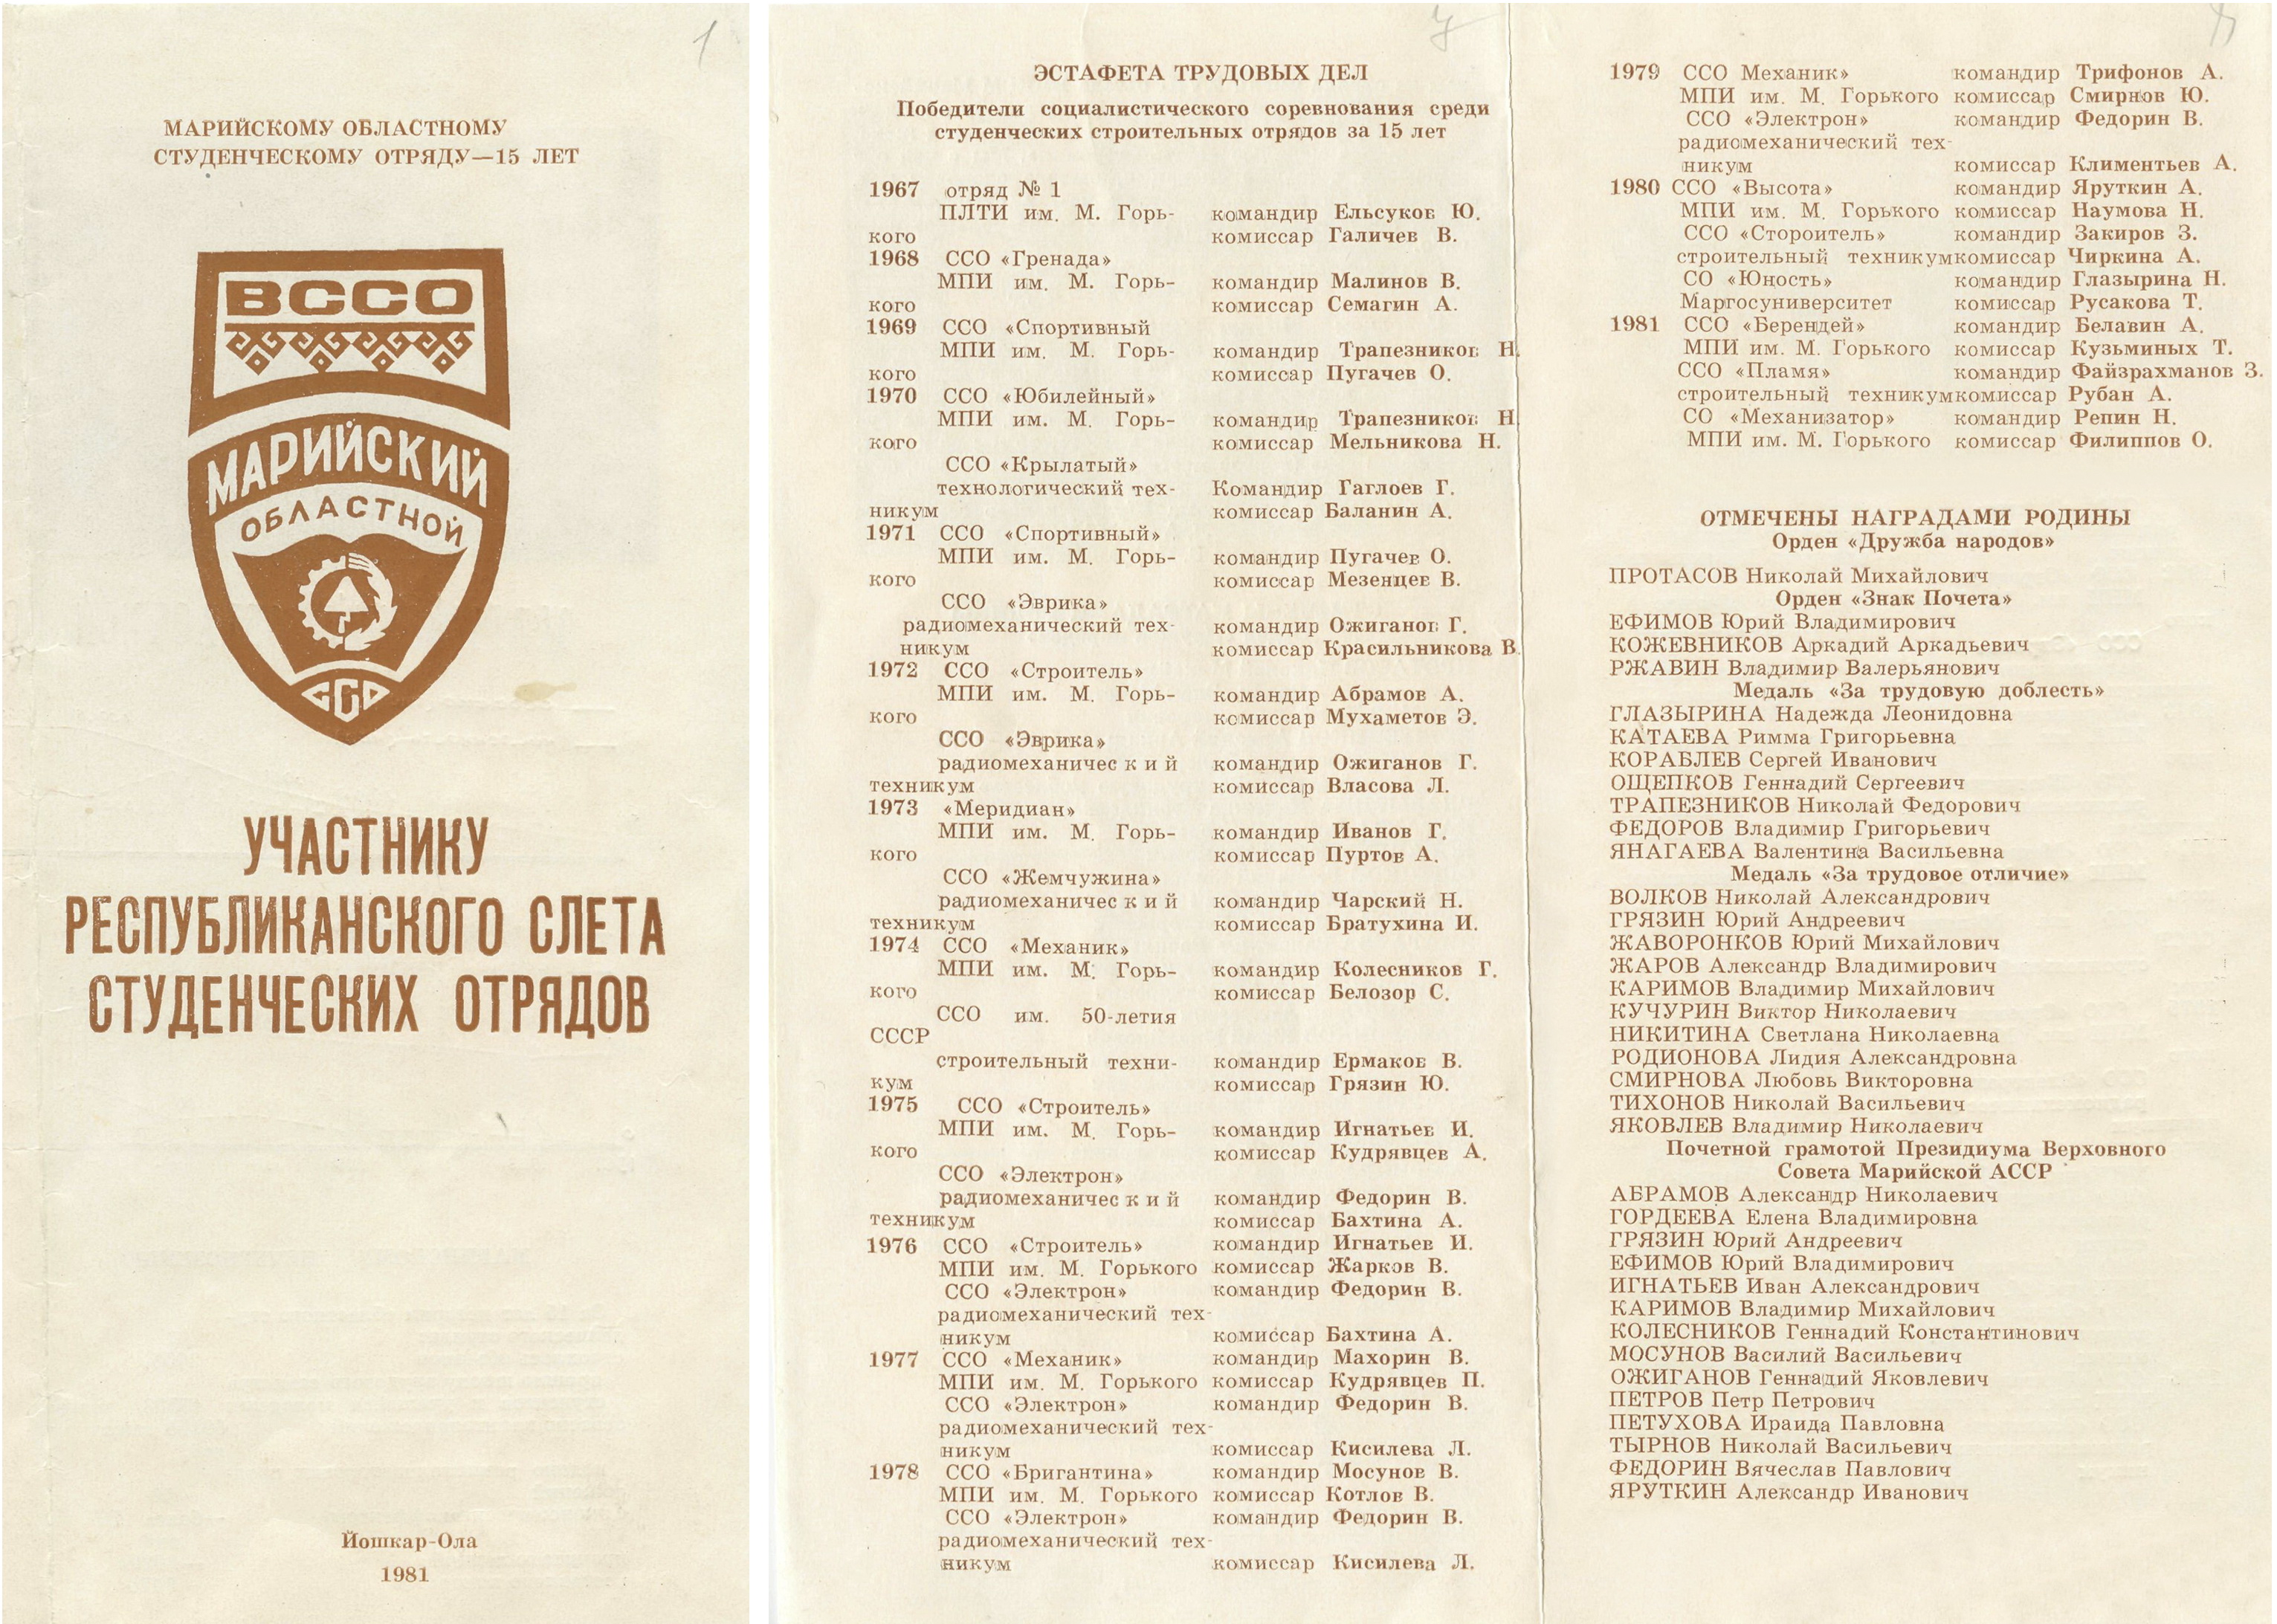 1
МАРИЙСКОМУ ОБЛАСТНОМУ
СТУДЕНЧЕСКОМУ ОТРЯДУ—15 ЛЕТ
ВССО
МАРИЙСКИЙ
ОБЛАСТНОЙ
ССО
УЧАСТНИКУ
РЕСПУБЛИКАНСКОГО СЛЕТА
СТУДЕНЧЕСКИХ ОТРЯДОВ
Йошкар-Ола
1981
ЭСТАФЕТА ТРУДОВЫХ ДЕЛ
Победители социалистического соревнования среди
студенческих строительных отрядов за 15 лет
1967 отряд № 1
ПЛТИ им. М. Горь- командир Ельсуков Ю.
кого комиссар Галичев В.
1968 ССО «Гренада»
МПИ им. М. Горь- командир Малинов В.
кого комиссар Семагин А.
1969 ССО «Спортивный
МПИ им. М. Горь- командир Трапезников Н.
кого комиссар Пугачев О.
1970 ССО «Юбилейный»
МПИ им. М. Горь- командир Трапезников Н
кого комиссар Мельникова Н.
ССО «Крылатый»
технологический тех- Командир Гаглоев Г.
никум комиссар Баланин А.
1971 ССО «Спортивный»
МПИ им. М. Горь- командир Пугачев О.
кого комиссар Мезенцев В.
ССО «Эврика»
радиомеханический тех- командир Ожиганов Г.
никум комиссар Красильникова В.
1972 ССО «Строитель»
МПИ им. М. Горь- командир Абрамов А.
кого комиссар Мухаметов Э.
ССО «Эврика»
радиомеханический командир Ожиганов Г.
техникум комиссар Власова Л.
1973 «Меридиан»
МПИ им. М. Горь- командир Иванов Г.
кого комиссар Пуртов А.
ССО «Жемчужина»
радиомеханический командир Чарский Н.
техникум комиссар Братухина И.
1974 ССО «Механик»
МПИ им. М. Горь- командир Колесников Г.
кого комиссар Белозор С.
ССО им. 50-летия
СССР
строительный техни- командир Ермаков В.
кум комиссар Грязин Ю.
1975 ССО «Строитель»
МПИ им. М. Горь- командир Игнатьев И.
кого комиссар Кудрявцев А.
ССО «Электрон»
радиомеханический командир Федорин В.
техникум комиссар Бахтина А.
1976 ССО «Строитель» командир Игнатьев И.
МПИ им. М. Горького комиссар Жарков В.
ССО «Электрон» командир Федорин В.
радиомеханический тех-
никум комиссар Бахтина А.
1977 ССО «Механик» командир Махорин В.
МПИ им. М. Горького комиссар Кудрявцев П.
ССО «Электрон» командир Федорин В.
радиомеханический тех-
никум комиссар Кисилева Л.
1978 ССО «Бригантина» командир Мосунов В.
МПИ им. М. Горького комиссар Котлов В.
ССО «Электрон» командир Федорин В.
радиомеханический тех-
никум комиссар Кисилева Л.
1979 ССО Механик» командир Трифонов А.
МПИ им. М. Горького комиссар Смирнов Ю.
ССО «Электрон» командир Федорин В.
радиомеханический тех-
никум комиссар Климентьев А.
1980 ССО «Высота» командир Яруткин А.
МПИ им. М. Горького комиссар Наумова Н.
ССО «Стороитель» командир Закиров З.
строительный техникум комиссар Чиркина А.
СО «Юность» командир Глазырина Н.
Маргосуниверситет комиссар Русакова Т.
1981 ССО «Берендей» командир Белавин А.
МПИ им. М. Горького комиссар Кузьминых Т.
ССО «Пламя» командир Файзрахманов З.
строительный техникум комиссар Рубан А.
СО «Механизатор» командир Репин Н.
МПИ им. М. Горького комиссар Филиппов О.
ОТМЕЧЕНЫ НАГРАДАМИ РОДИНЫ
Орден «Дружба народов»
ПРОТАСОВ Николай Михайлович
Орден «Знак Почета»
ЕФИМОВ Юрий Владимирович
КОЖЕВНИКОВ Аркадий Аркадьевич
РЖАВИН Владимир Валерьянович
Медаль «За трудовую доблесть»
ГЛАЗЫРИНА Надежда Леонидовна
КАТАЕВА Римма Григорьевна
КОРАБЛЕВ Сергей Иванович
ОЩЕПКОВ Геннадий Сергеевич
ТРАПЕЗНИКОВ Николай Федорович
ФЕДОРОВ Владимир Григорьевич
ЯНАГАЕВА Валентина Васильевна
Медаль «За трудовое отличие»
ВОЛКОВ Николай Александрович
ГРЯЗИН Юрий Андреевич
ЖАВОРОНКОВ Юрий Михайлович
ЖАРОВ Александр Владимирович
КАРИМОВ Владимир Михайлович
КУЧУРИН Виктор Николаевич
НИКИТИНА Светлана Николаевна
РОДИОНОВА Лидия Александровна
СМИРНОВА Любовь Викторовна
ТИХОНОВ Николай Васильевич
ЯКОВЛЕВ Владимир Николаевич
Почетной грамотой Президиума Верховного
Совета Марийской АССР
АБРАМОВ Александр Николаевич
ГОРДЕЕВА Елена Владимировна
ГРЯЗИН Юрий Андреевич
ЕФИМОВ Юрий Владимирович
ИГНАТЬЕВ Иван Александрович
КАРИМОВ Владимир Михайлович
КОЛЕСНИКОВ Геннадий Константинович
МОСУНОВ Василий Васильевич
ОЖИГАНОВ Геннадий Яковлевич
ПЕТРОВ Петр Петрович
ПЕТУХОВА Ираида Павловна
ТЫРНОВ Николай Васильевич
ФЕДОРИН Вячеслав Павлович
ЯРУТКИН Александр Иванович